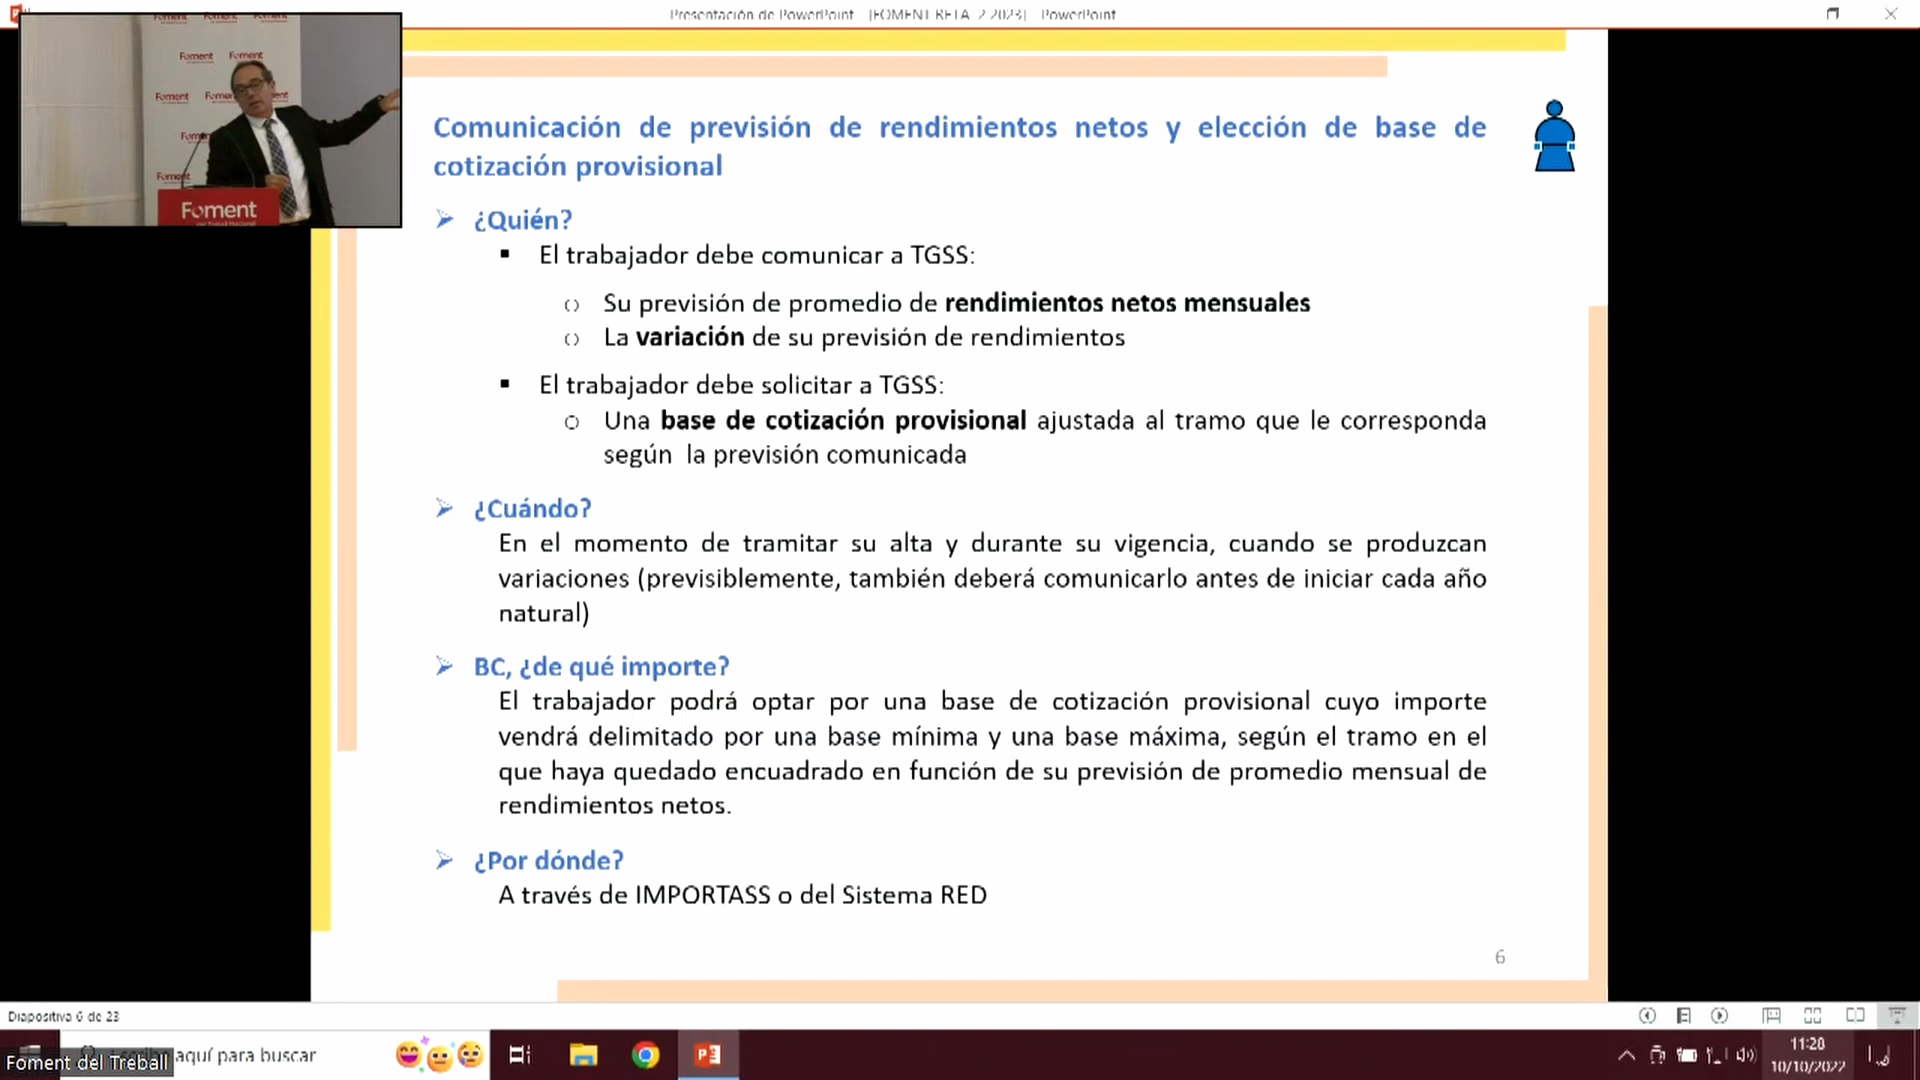 Presentación de PowerPoint [FOMENT RETA_2 2023] PowerPoint
Foment Foment
Foment
Foment
Foment
Comunicación de previsión de rendimientos netos y elección de base de
cotización provisional
¿Quién?
El trabajador debe comunicar a TGSS:
Su previsión de promedio de rendimientos netos mensuales
La variación de su previsión de rendimientos
El trabajador debe solicitar a TGSS:
Una base de cotización provisional ajustada al tramo que le corresponda
según la previsión comunicada
¿Cuándo?
En el momento de tramitar su alta y durante su vigencia, cuando se produzcan
variaciones (previsiblemente, también deberá comunicarlo antes de iniciar cada año
natural)
BC, ¿de qué importe?
El trabajador podrá optar por una base de cotización provisional cuyo importe
vendrá delimitado por una base mínima y una base máxima, según el tramo en el
que haya quedado encuadrado en función de su previsión de promedio mensual de
rendimientos netos.
¿Por dónde?
A través de IMPORTASS o del Sistema RED
6
Diapositiva 6 de 23
aquí para buscar
Foment del Treball
11:28
10/10/2022